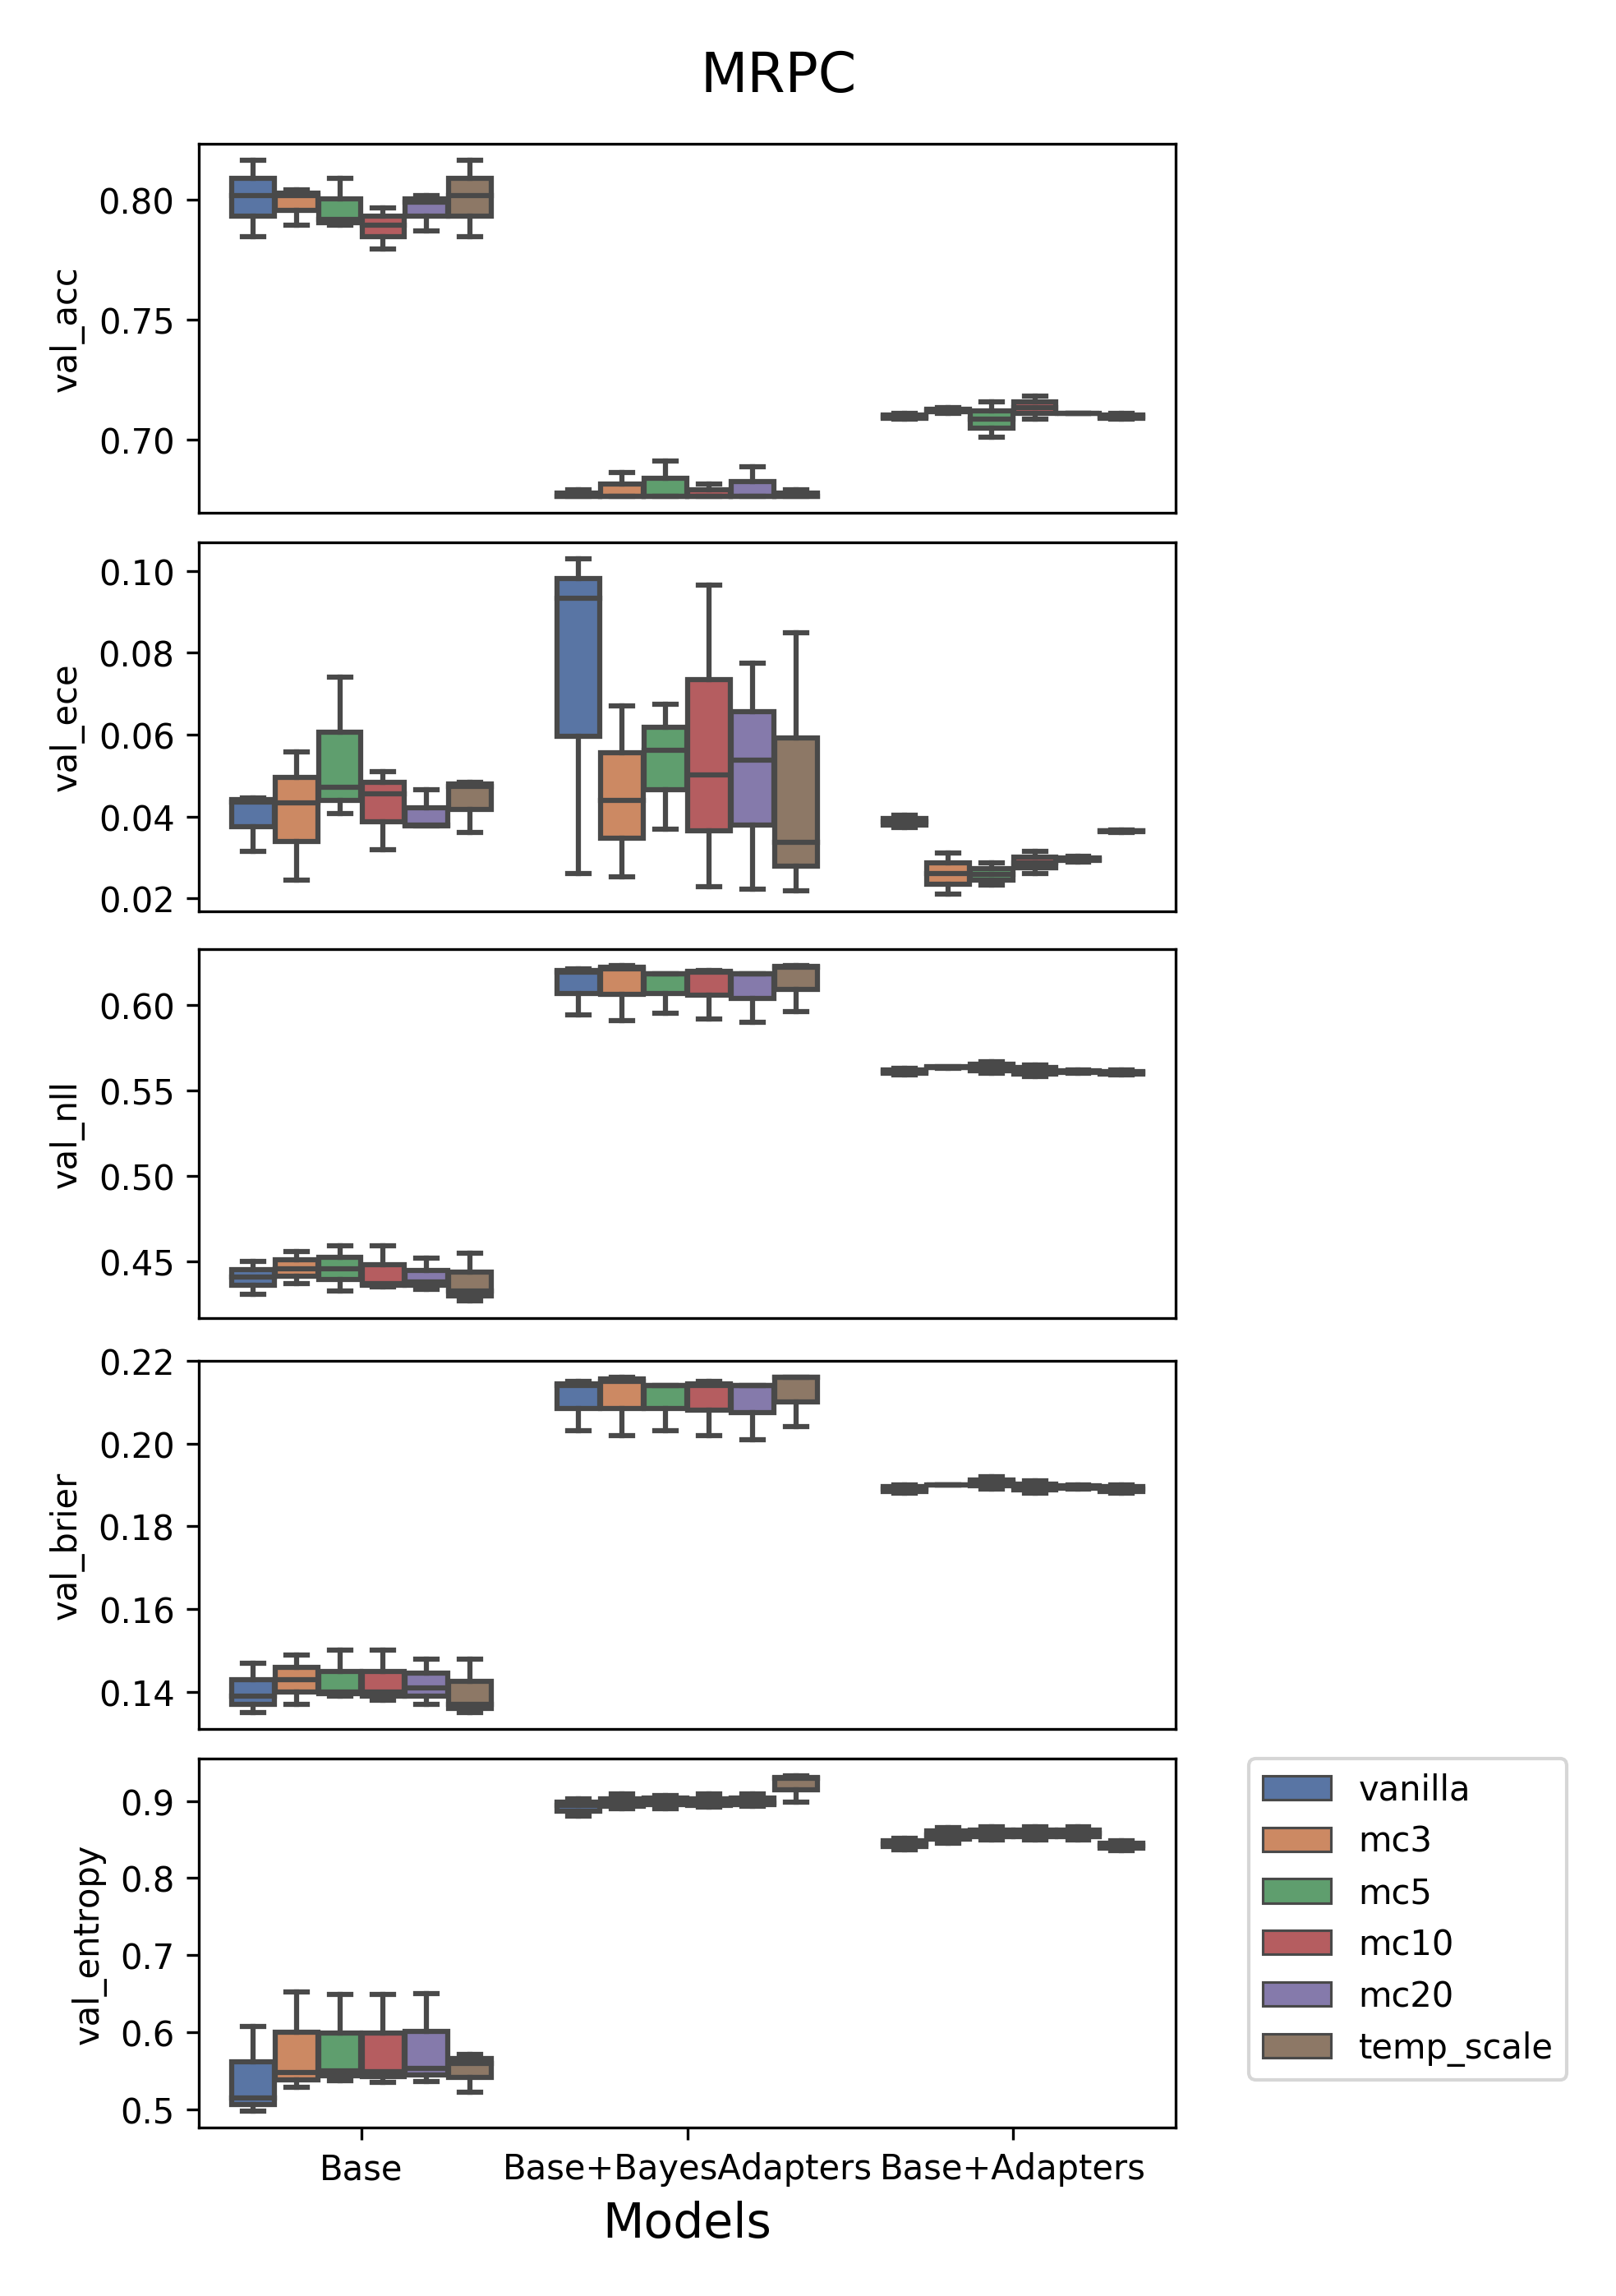 MRPC
0.80
0.75
0.70
val_acc
0.10
0.08
0.06
0.04
0.02
val_ece
0.60
0.55
0.50
0.45
val_nll
0.22
0.20
0.18
0.16
0.14
val_brier
0.9
0.8
0.7
0.6
0.5
val_entropy
vanilla
mc3
mc5
mc10
mc20
temp_scale
Base
Base+BayesAdapters
Base+Adapters
Models